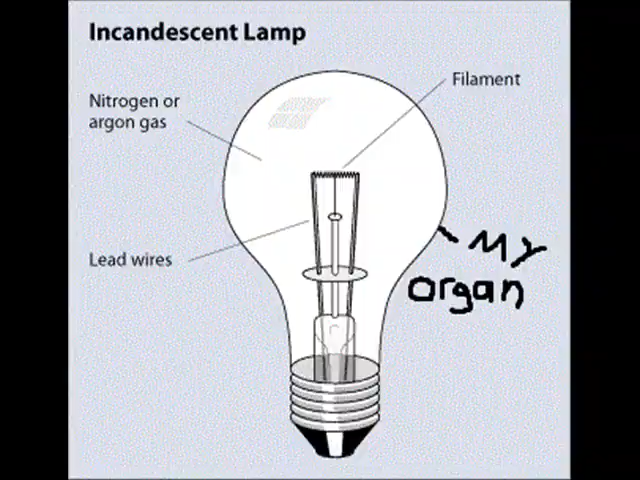 Incandescent Lamp
Filament
Nitrogen or
argon gas
Lead wires
MY
organ